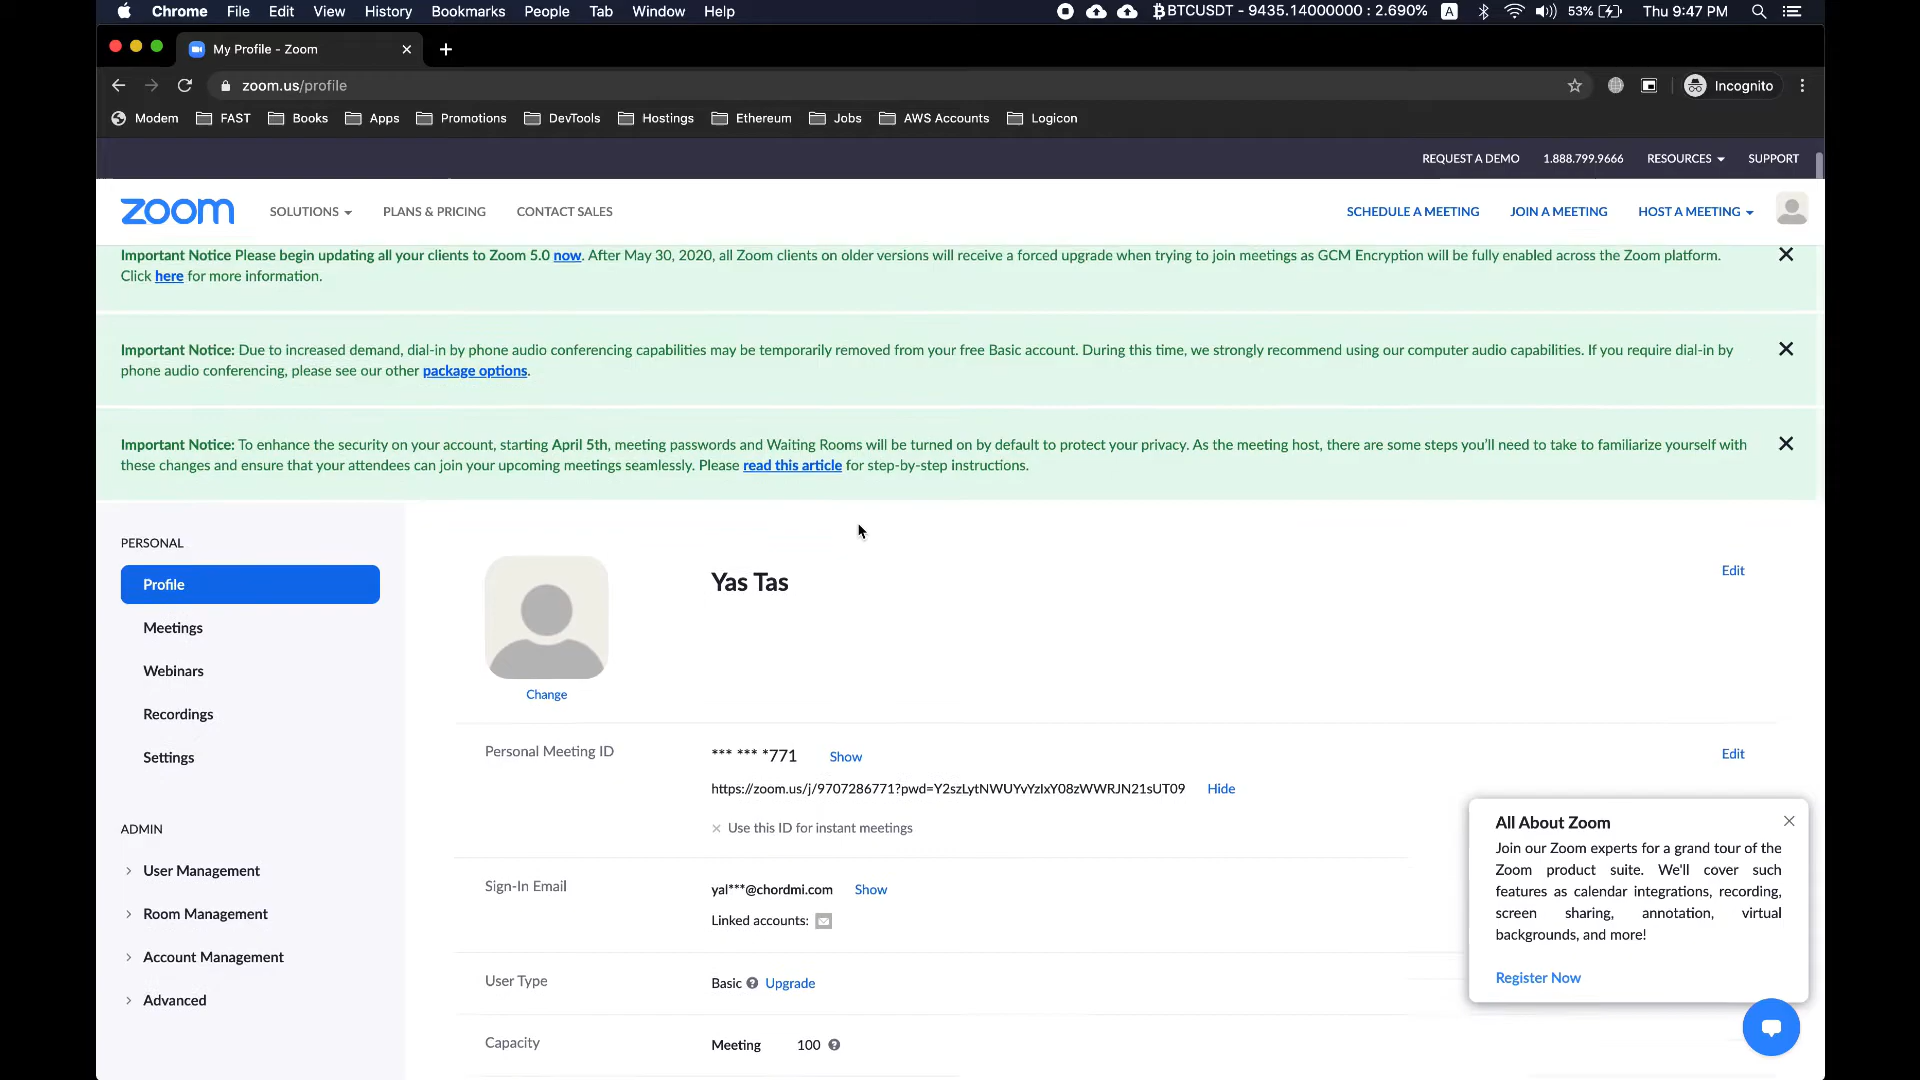 Chrome File Edit View History Bookmarks People Tab Window Help
₿BTCUSDT - 9435.14000000 : 2.690% A 53% Thu 9:47 PM
My Profile - Zoom
zoom.us/profile
Incognito
Modem FAST Books Apps Promotions DevTools Hostings Ethereum Jobs AWS Accounts Logicon
REQUEST A DEMO 1.888.799.9666 RESOURCES SUPPORT
zoom SOLUTIONS PLANS & PRICING CONTACT SALES SCHEDULE A MEETING JOIN A MEETING HOST A MEETING
Important Notice Please begin updating all your clients to Zoom 5.0 now. After May 30, 2020, all Zoom clients on older versions will receive a forced upgrade when trying to join meetings as GCM Encryption will be fully enabled across the Zoom platform.
Click here for more information.
Important Notice: Due to increased demand, dial-in by phone audio conferencing capabilities may be temporarily removed from your free Basic account. During this time, we strongly recommend using our computer audio capabilities. If you require dial-in by
phone audio conferencing, please see our other package options.
Important Notice: To enhance the security on your account, starting April 5th, meeting passwords and Waiting Rooms will be turned on by default to protect your privacy. As the meeting host, there are some steps you'll need to take to familiarize yourself with
these changes and ensure that your attendees can join your upcoming meetings seamlessly. Please read this article for step-by-step instructions.
PERSONAL
Profile
Meetings
Webinars
Recordings
Settings
ADMIN
User Management
Room Management
Account Management
Advanced
Yas Tas
Edit
Change
Personal Meeting ID
*** *** *771 Show
Edit
https://zoom.us/j/9707286771?pwd=Y2szLytNWUYvYzIxY08zWWRJN21sUT09 Hide
Use this ID for instant meetings
Sign-In Email
yal***@chordmi.com Show
Linked accounts:
User Type
Basic Upgrade
Capacity
Meeting 100
All About Zoom
Join our Zoom experts for a grand tour of the
Zoom product suite. We'll cover such
features as calendar integrations, recording,
screen sharing, annotation, virtual
backgrounds, and more!
Register Now